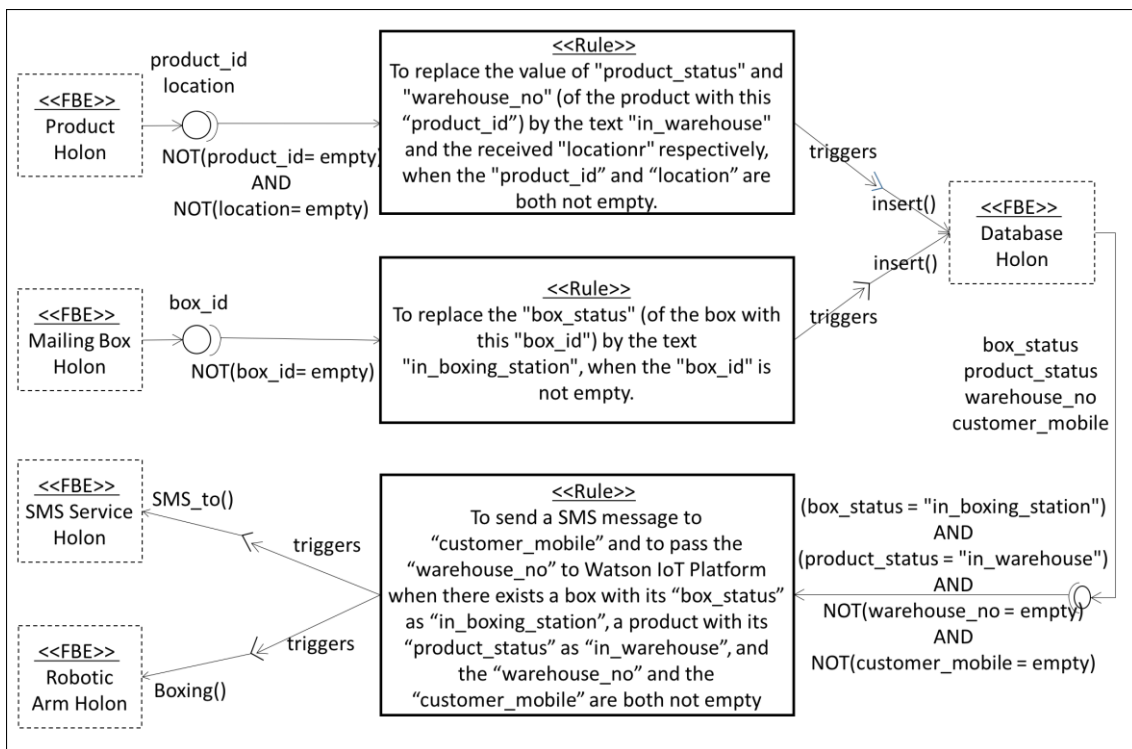 <<FBE>>
Product
Holon
product_id
location
NOT(product_id= empty)
AND
NOT(location= empty)
<<Rule>>
To replace the value of "product_status" and
"warehouse_no" (of the product with this
“product_id”) by the text "in_warehouse"
and the received "locationr" respectively,
when the "product_id” and “location” are
both not empty.
triggers
insert()
<<FBE>>
Database
Holon
<<FBE>>
Mailing Box
Holon
box_id
NOT(box_id= empty)
<<Rule>>
To replace the "box_status" (of the box with
this "box_id") by the text
"in_boxing_station", when the "box_id" is
not empty.
insert()
triggers
box_status
product_status
warehouse_no
customer_mobile
(box_status = "in_boxing_station")
AND
(product_status = "in_warehouse")
AND
NOT(warehouse_no = empty)
AND
NOT(customer_mobile = empty)
<<Rule>>
To send a SMS message to
“customer_mobile” and to pass the
“warehouse_no” to Watson IoT Platform
when there exists a box with its “box_status”
as “in_boxing_station”, a product with its
“product_status” as “in_warehouse”, and
the “warehouse_no” and the
“customer_mobile” are both not empty
<<FBE>>
SMS Service
Holon
SMS_to()
triggers
triggers
Boxing()
<<FBE>>
Robotic
Arm Holon